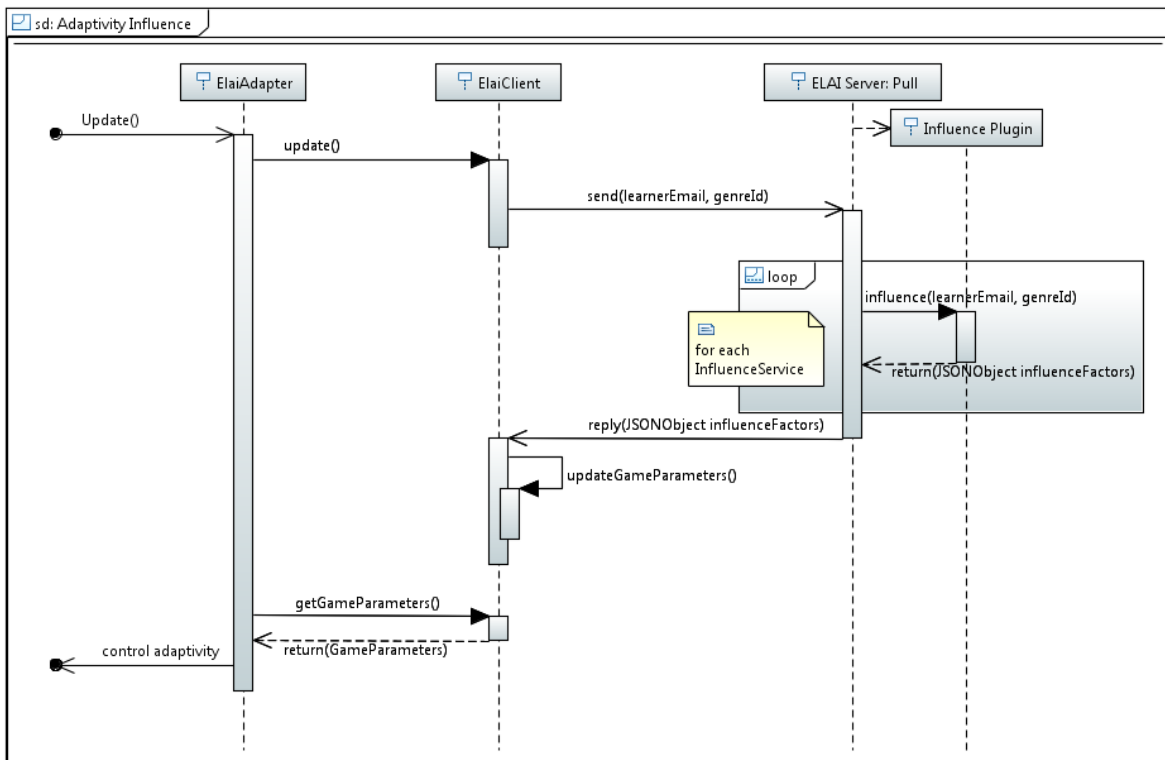 sd: Adaptivity Influence
ElaiAdapter
ElaiClient
ELAI Server: Pull
Influence Plugin
Update()
update()
send(learnerEmail, genreId)
loop
influence(learnerEmail, genreId)
for each
InfluenceService
return(JSONObject influenceFactors)
reply(JSONObject influenceFactors)
updateGameParameters()
getGameParameters()
return(GameParameters)
control adaptivity